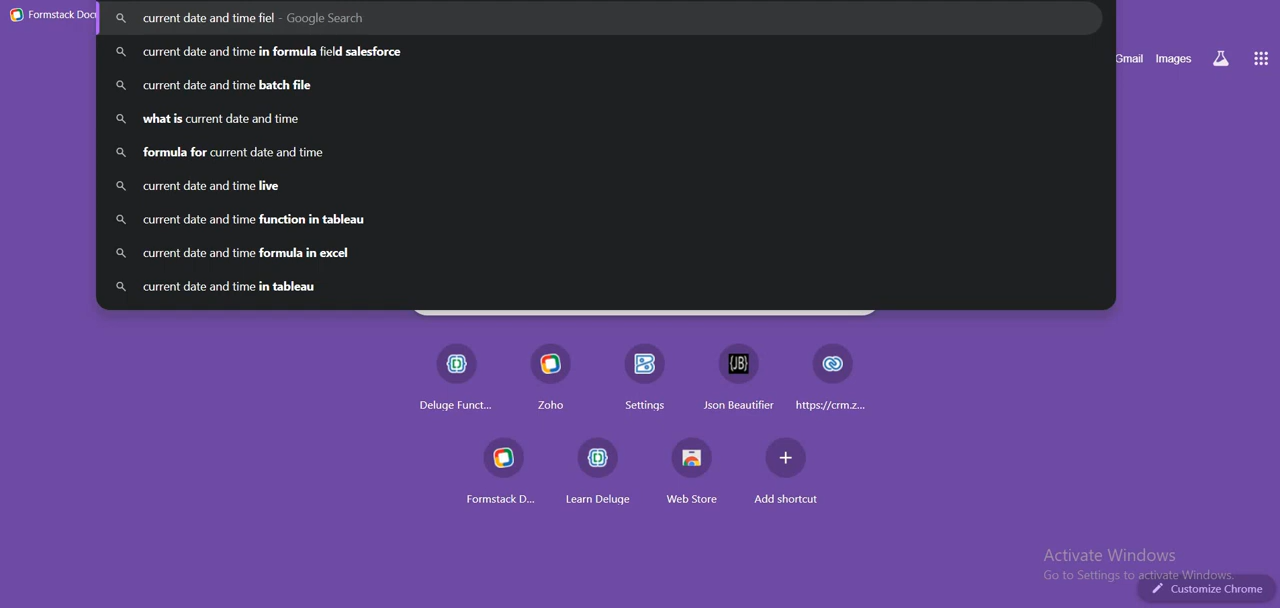 Formstack Docu
current date and time fiel - Google Search
current date and time in formula field salesforce
current date and time batch file
what is current date and time
formula for current date and time
current date and time live
current date and time function in tableau
current date and time formula in excel
current date and time in tableau
Gmail Images
Deluge Funct... Zoho Settings {JB} Json Beautifier https://crm.z...
Formstack D... Learn Deluge Web Store Add shortcut
Activate Windows
Go to Settings to activate Windows.
Customize Chrome